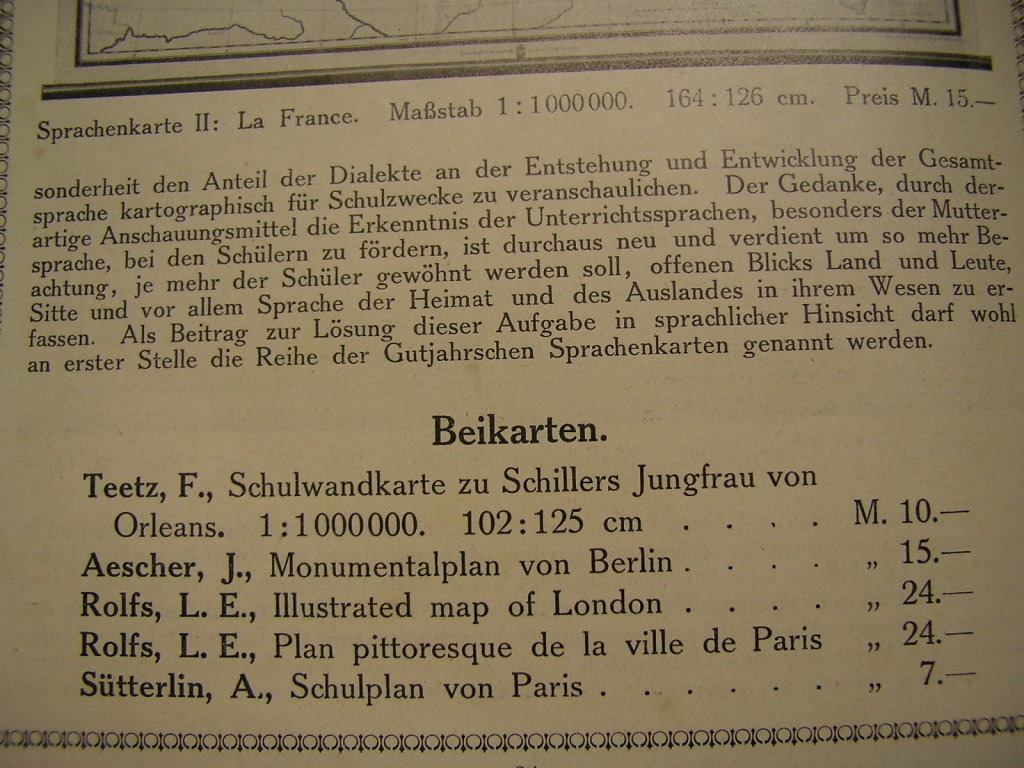 Sprachenkarte II: La France. Maßstab 1:1000000. 164:126 cm. Preis M. 15.—
sonderheit den Anteil der Dialekte an der Entstehung und Entwicklung der Gesamt-
sprache kartographisch für Schulzwecke zu veranschaulichen. Der Gedanke, durch der-
artige Anschauungsmittel die Erkenntnis der Unterrichtssprachen, besonders der Mutter-
sprache, bei den Schülern zu fördern, ist durchaus neu und verdient um so mehr Be-
achtung, je mehr der Schüler gewöhnt werden soll, offenen Blicks Land und Leute,
Sitte und vor allem Sprache der Heimat und des Auslandes in ihrem Wesen zu er-
fassen. Als Beitrag zur Lösung dieser Aufgabe in sprachlicher Hinsicht darf wohl
an erster Stelle die Reihe der Gutjahrschen Sprachenkarten genannt werden.
Beikarten.
Teetz, F., Schulwandkarte zu Schillers Jungfrau von
Orleans. 1:1000000. 102:125 cm . . . . M. 10.—
Aescher, J., Monumentalplan von Berlin . . . . „ 15.—
Rolfs, L. E., Illustrated map of London . . . . „ 24.—
Rolfs, L. E., Plan pittoresque de la ville de Paris „ 24.—
Sütterlin, A., Schulplan von Paris . . . . . . „ 7.—